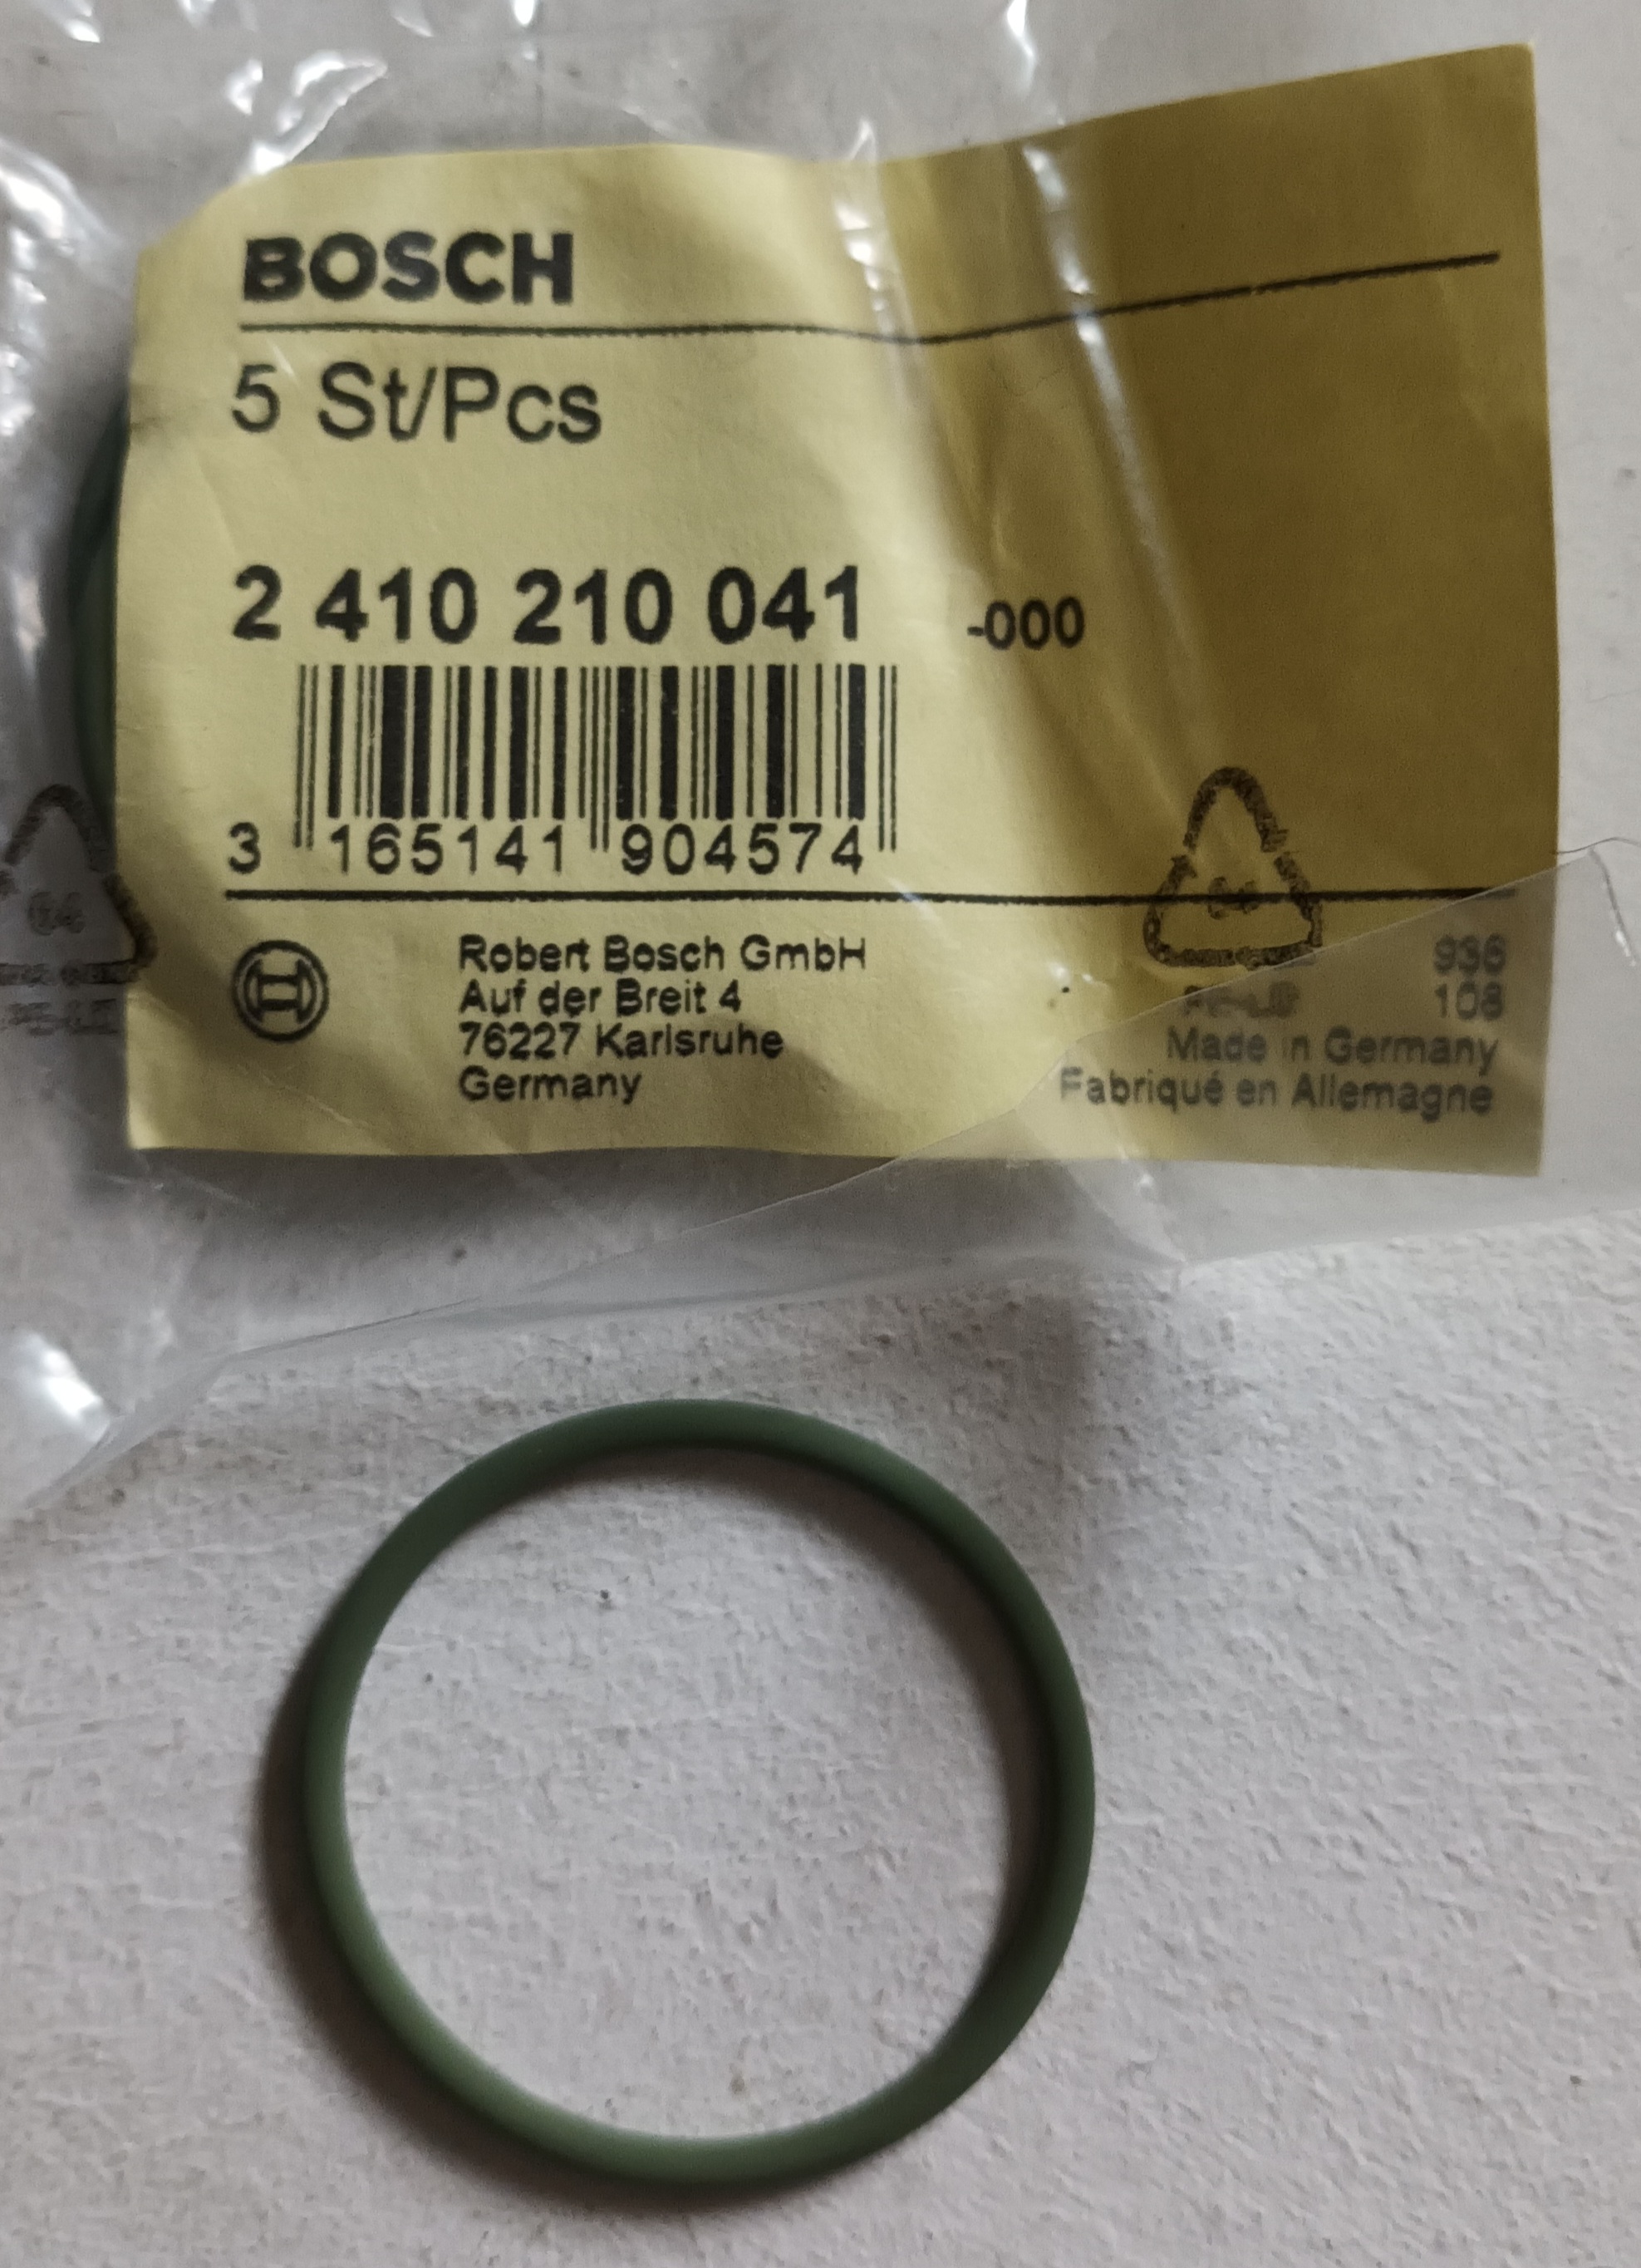 BOSCH
5 St/Pcs
2 410 210 041 -000
3 165141 904574
Robert Bosch GmbH
Auf der Breit 4
76227 Karlsruhe
Germany
936
108
Made in Germany
Fabriqué en Allemagne
04